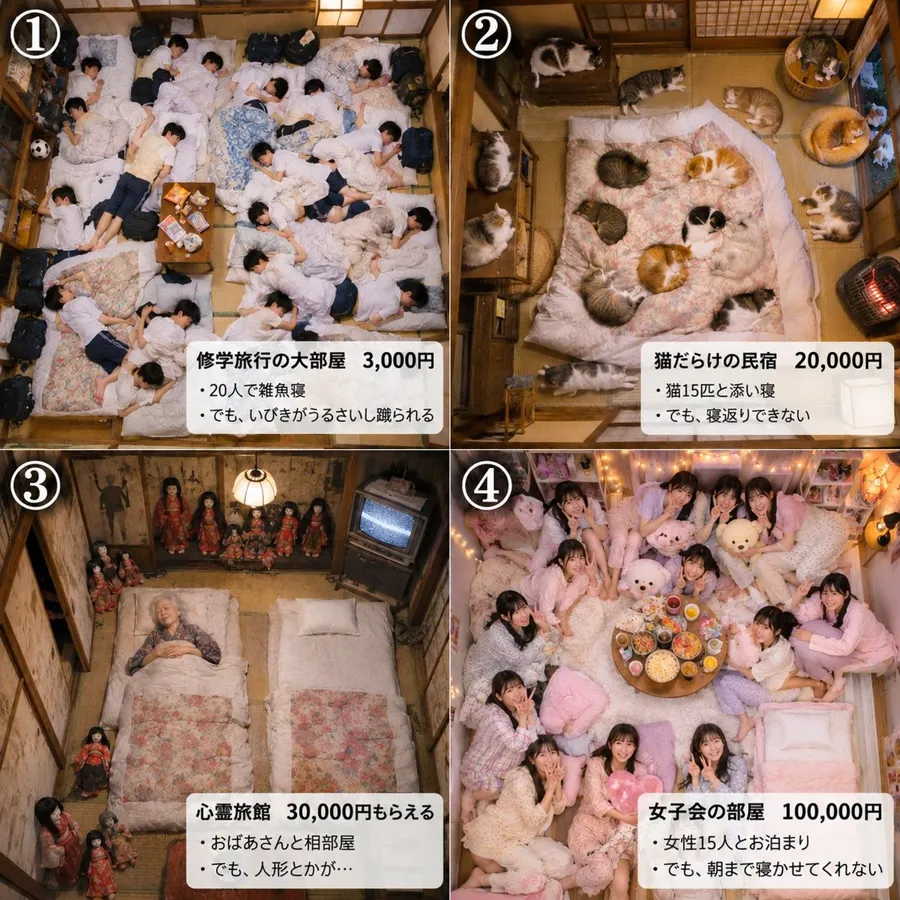 ①
修学旅行の大部屋 3,000円
・20人で雑魚寝
・でも、いびきがうるさいし蹴られる
②
猫だらけの民宿 20,000円
・猫15匹と添い寝
・でも、寝返りできない
③
心霊旅館 30,000円もらえる
・おばあさんと相部屋
・でも、人形とかが…
④
女子会の部屋 100,000円
・女性15人とお泊まり
・でも、朝まで寝かせてくれない